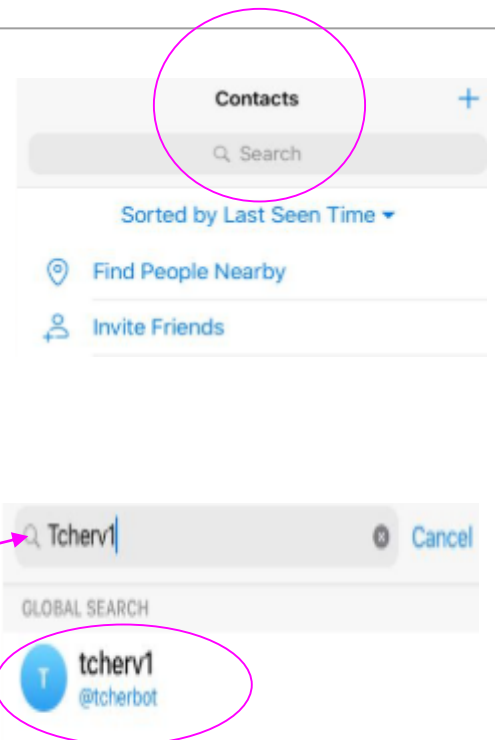 Contacts
Search
Sorted by Last Seen Time
Find People Nearby
Invite Friends
Tcherv1 Cancel
GLOBAL SEARCH
T
tcherv1
@tcherbot